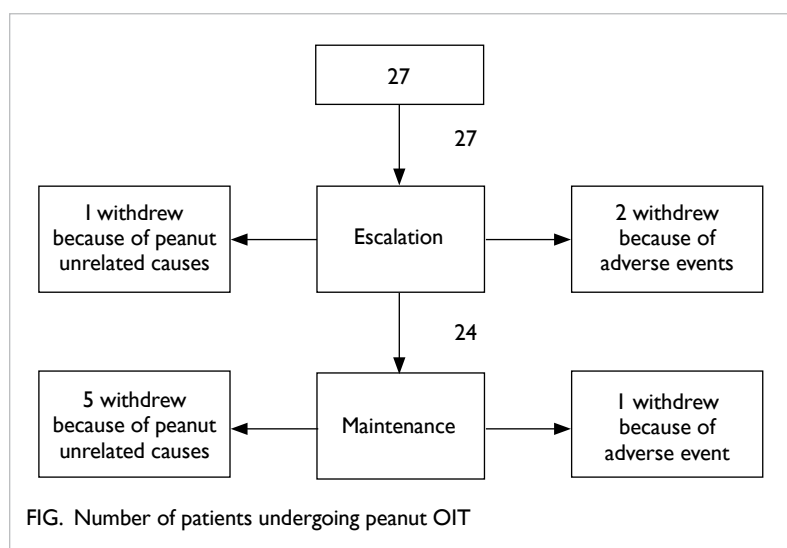 27
27
1 withdrew
because of peanut
unrelated causes
Escalation
2 withdrew
because of
adverse events
24
5 withdrew
because of peanut
unrelated causes
Maintenance
1 withdrew
because of
adverse event
FIG. Number of patients undergoing peanut OIT